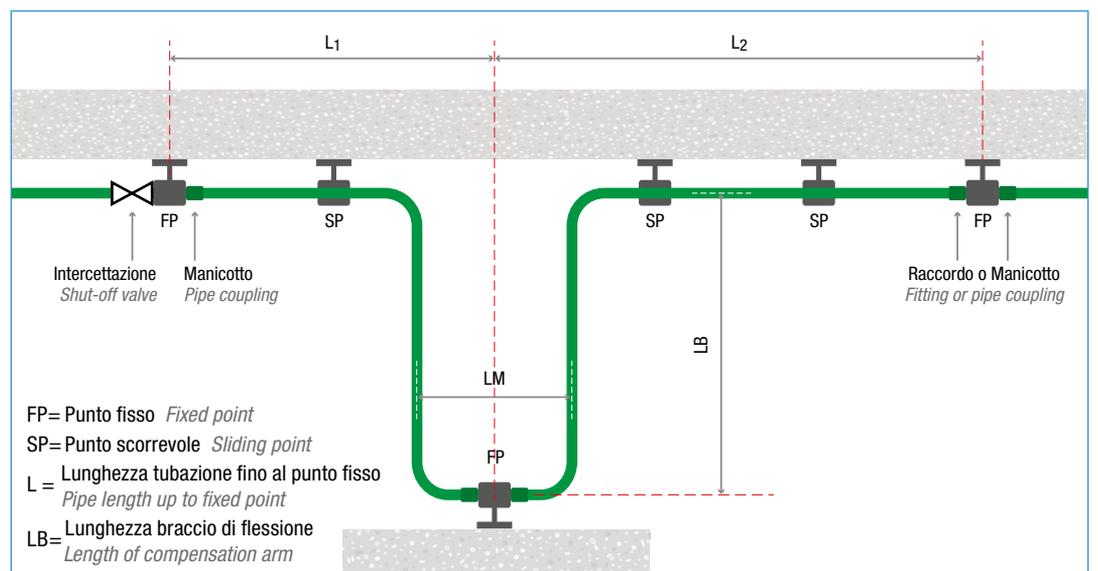 L1
L2
FP
SP
SP
SP
FP
Intercettazione
Shut-off valve
Manicotto
Pipe coupling
Raccordo o Manicotto
Fitting or pipe coupling
LB
LM
FP
FP= Punto fisso Fixed point
SP= Punto scorrevole Sliding point
L = Lunghezza tubazione fino al punto fisso
Pipe length up to fixed point
LB= Lunghezza braccio di flessione
Length of compensation arm